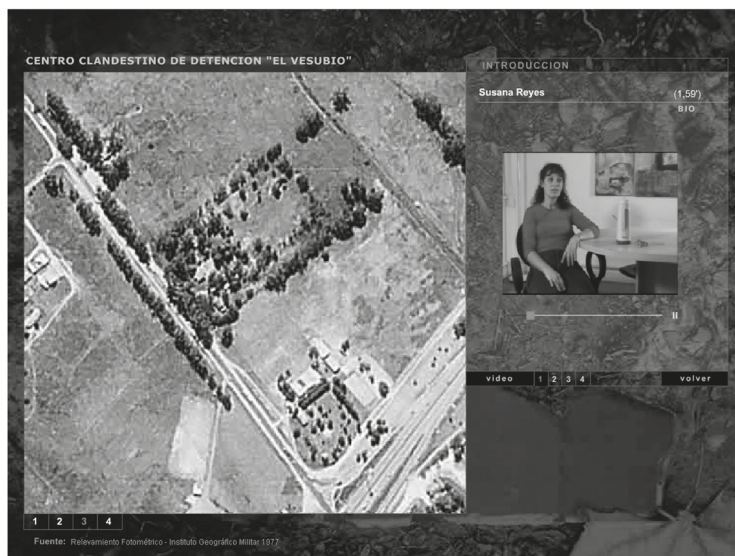 CENTRO CLANDESTINO DE DETENCION "EL VESUBIO"
INTRODUCCION
Susana Reyes (1,59')
BIO
video 1 2 3 4 volver
1 2 3 4
Fuente: Relevamiento Fotométrico - Instituto Geográfico Militar 1977